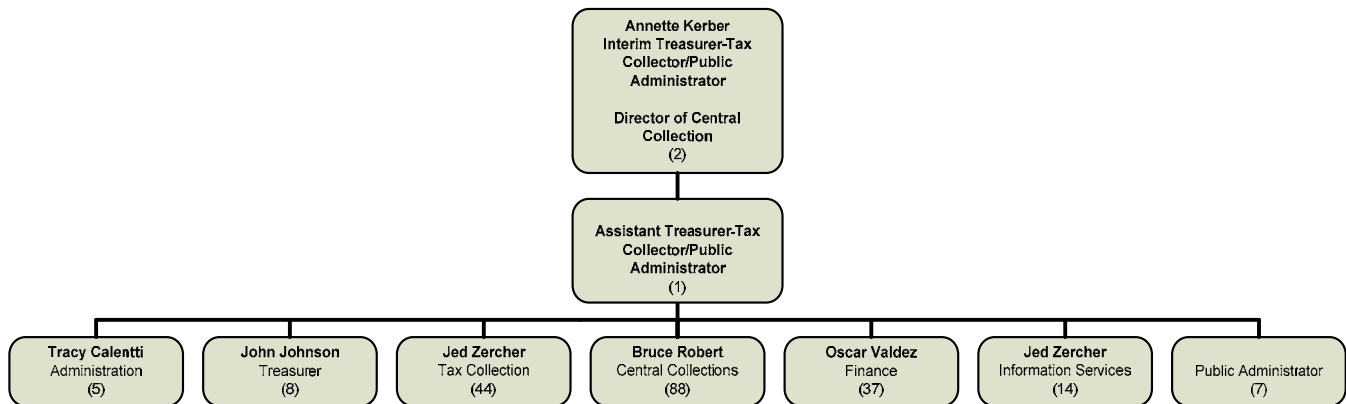 Annette Kerber
Interim Treasurer-Tax
Collector/Public
Administrator
Director of Central
Collection
(2)
Assistant Treasurer-Tax
Collector/Public
Administrator
(1)
Tracy Calentti
Administration
(5)
John Johnson
Treasurer
(8)
Jed Zercher
Tax Collection
(44)
Bruce Robert
Central Collections
(88)
Oscar Valdez
Finance
(37)
Jed Zercher
Information Services
(14)
Public Administrator
(7)